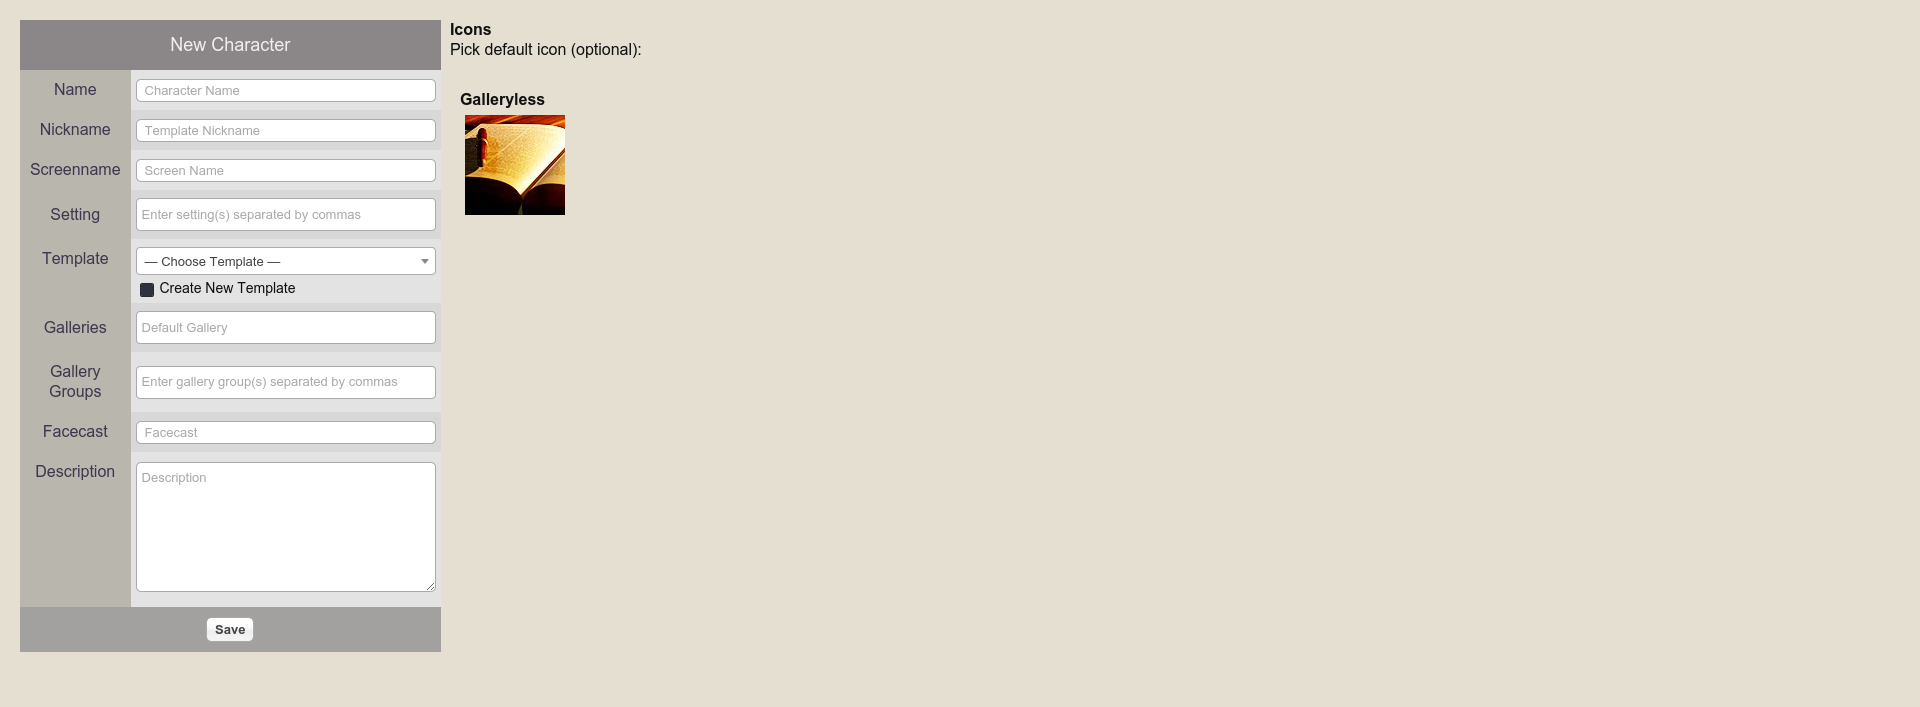 New Character
Name
Character Name
Nickname
Template Nickname
Screenname
Screen Name
Setting
Enter setting(s) separated by commas
Template
— Choose Template —
Create New Template
Galleries
Default Gallery
Gallery
Groups
Enter gallery group(s) separated by commas
Facecast
Facecast
Description
Description
Save
Icons
Pick default icon (optional):
Galleryless